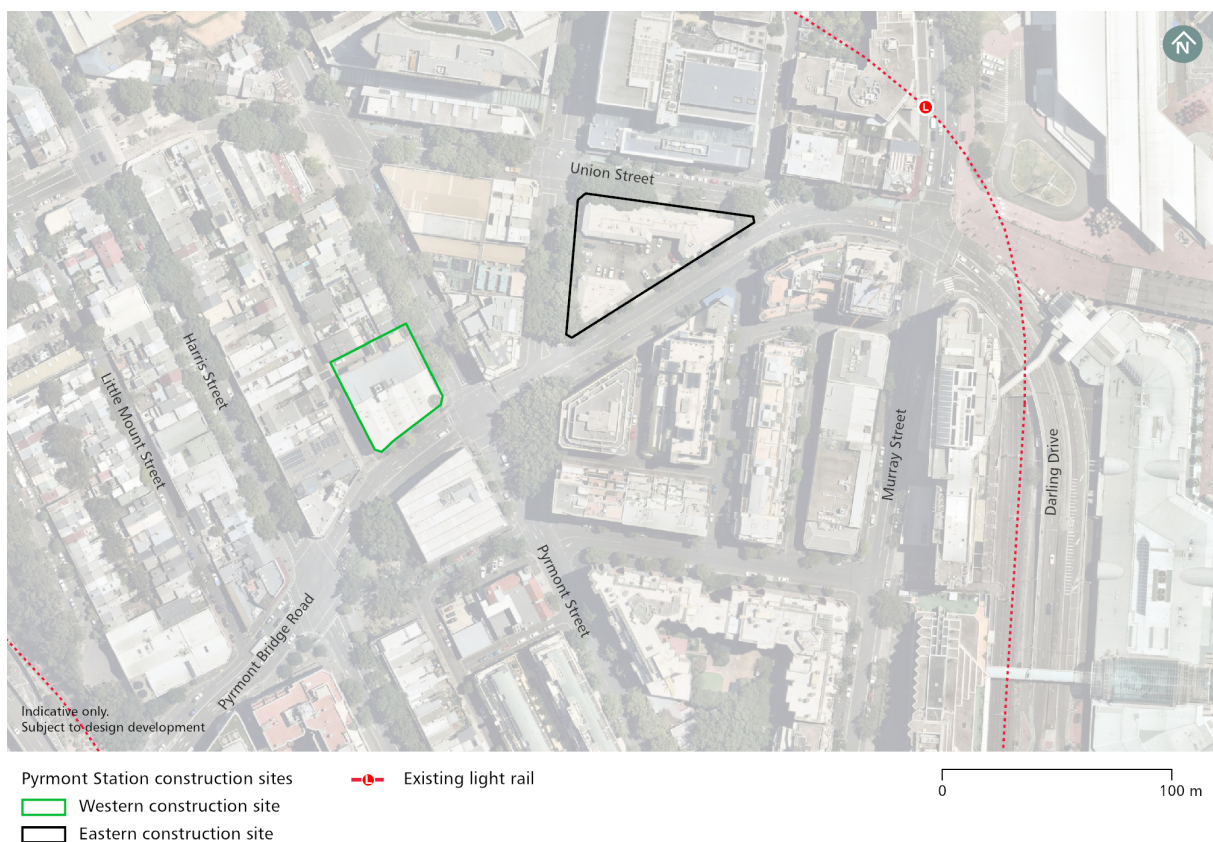 N
L
Union Street
Harris Street
Little Mount Street
Murray Street
Darling Drive
Pyrmont Street
Pyrmont Bridge Road
Indicative only.
Subject to design development
Pyrmont Station construction sites
Western construction site
Eastern construction site
L
Existing light rail
0
100 m